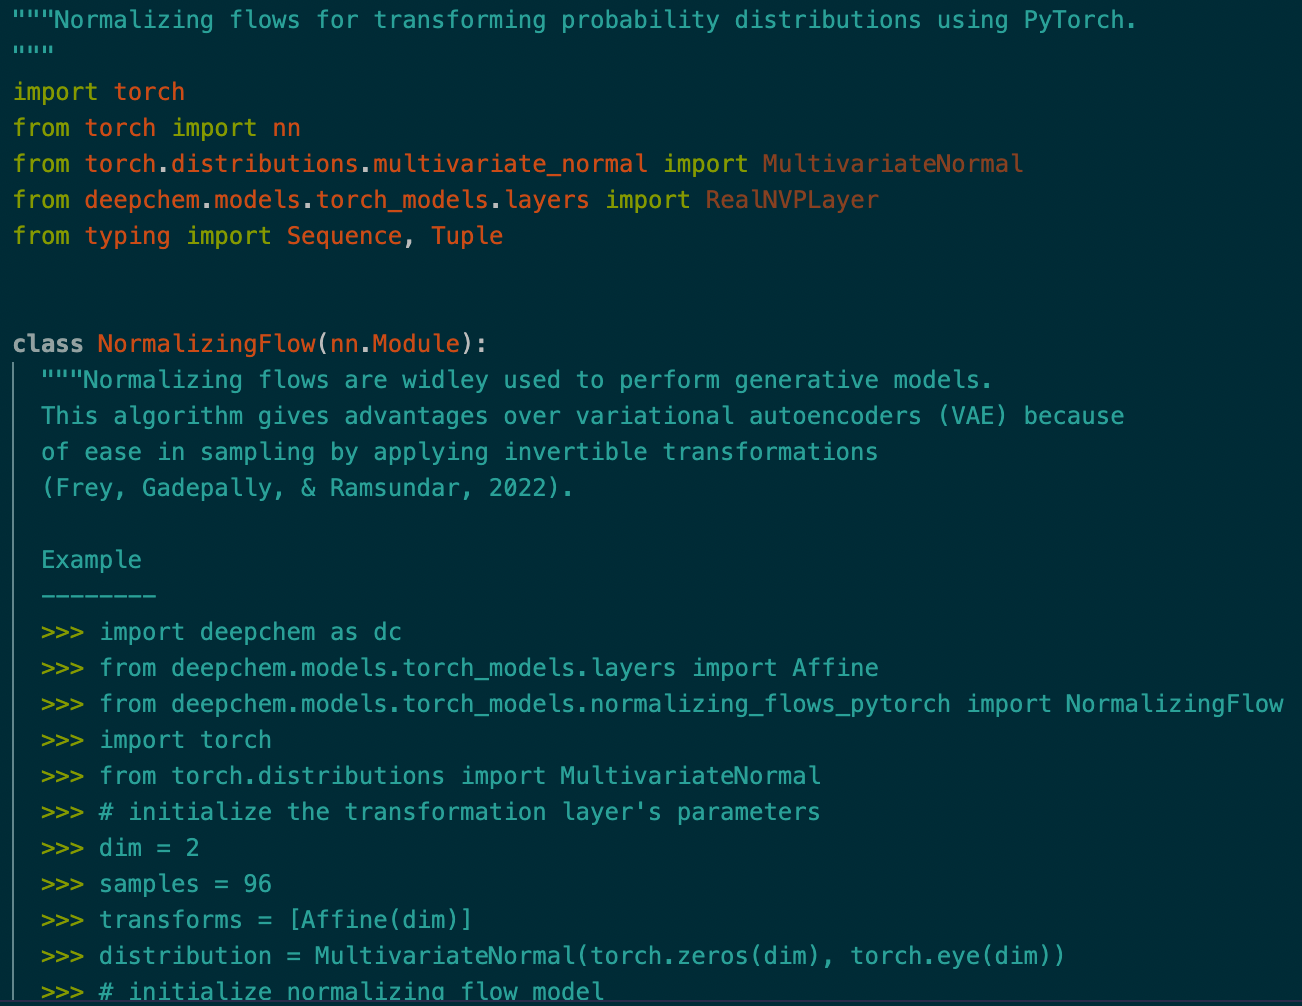 """Normalizing flows for transforming probability distributions using PyTorch.
"""
import torch
from torch import nn
from torch.distributions.multivariate_normal import MultivariateNormal
from deepchem.models.torch_models.layers import RealNVPLayer
from typing import Sequence, Tuple
class NormalizingFlow(nn.Module):
"""Normalizing flows are widley used to perform generative models.
This algorithm gives advantages over variational autoencoders (VAE) because
of ease in sampling by applying invertible transformations
(Frey, Gadepally, & Ramsundar, 2022).
Example
--------
>>> import deepchem as dc
>>> from deepchem.models.torch_models.layers import Affine
>>> from deepchem.models.torch_models.normalizing_flows_pytorch import NormalizingFlow
>>> import torch
>>> from torch.distributions import MultivariateNormal
>>> # initialize the transformation layer's parameters
>>> dim = 2
>>> samples = 96
>>> transforms = [Affine(dim)]
>>> distribution = MultivariateNormal(torch.zeros(dim), torch.eye(dim))
>>> # initialize normalizing flow model